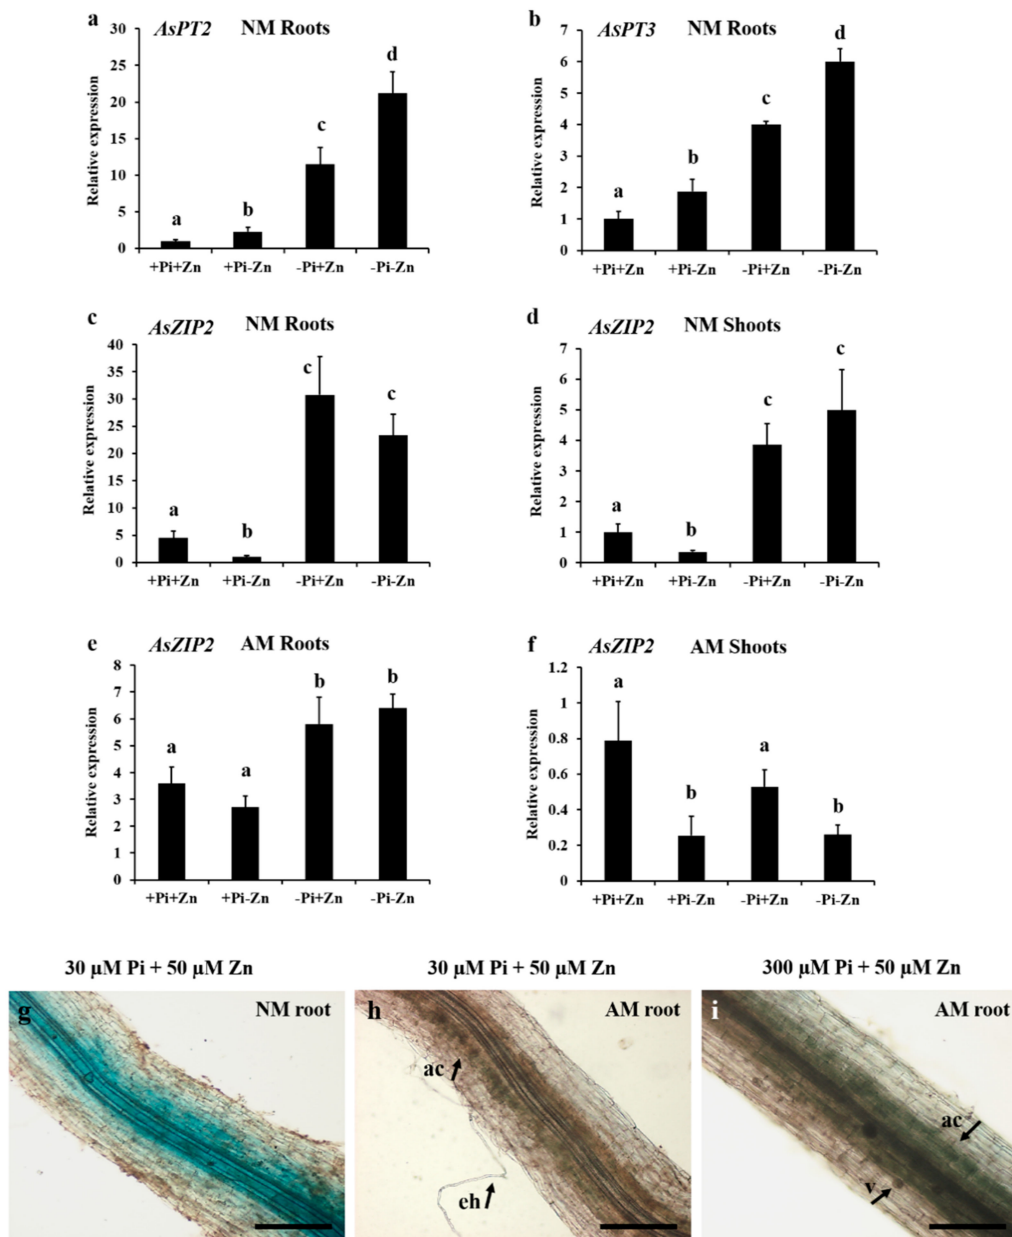 a AsPT2 NM Roots
Relative expression
30
25
20
15
10
5
0
a
b
c
d
+Pi+Zn +Pi-Zn -Pi+Zn -Pi-Zn
b AsPT3 NM Roots
Relative expression
7
6
5
4
3
2
1
0
a
b
c
d
+Pi+Zn +Pi-Zn -Pi+Zn -Pi-Zn
c AsZIP2 NM Roots
Relative expression
40
35
30
25
20
15
10
5
0
a
b
c
c
+Pi+Zn +Pi-Zn -Pi+Zn -Pi-Zn
d AsZIP2 NM Shoots
Relative expression
7
6
5
4
3
2
1
0
a
b
c
c
+Pi+Zn +Pi-Zn -Pi+Zn -Pi-Zn
e AsZIP2 AM Roots
Relative expression
8
7
6
5
4
3
2
1
0
a
a
b
b
+Pi+Zn +Pi-Zn -Pi+Zn -Pi-Zn
f AsZIP2 AM Shoots
Relative expression
1.2
1
0.8
0.6
0.4
0.2
0
a
b
a
b
+Pi+Zn +Pi-Zn -Pi+Zn -Pi-Zn
30 μM Pi + 50 μM Zn
g NM root
30 μM Pi + 50 μM Zn
h AM root
ac
eh
300 μM Pi + 50 μM Zn
i AM root
ac
v